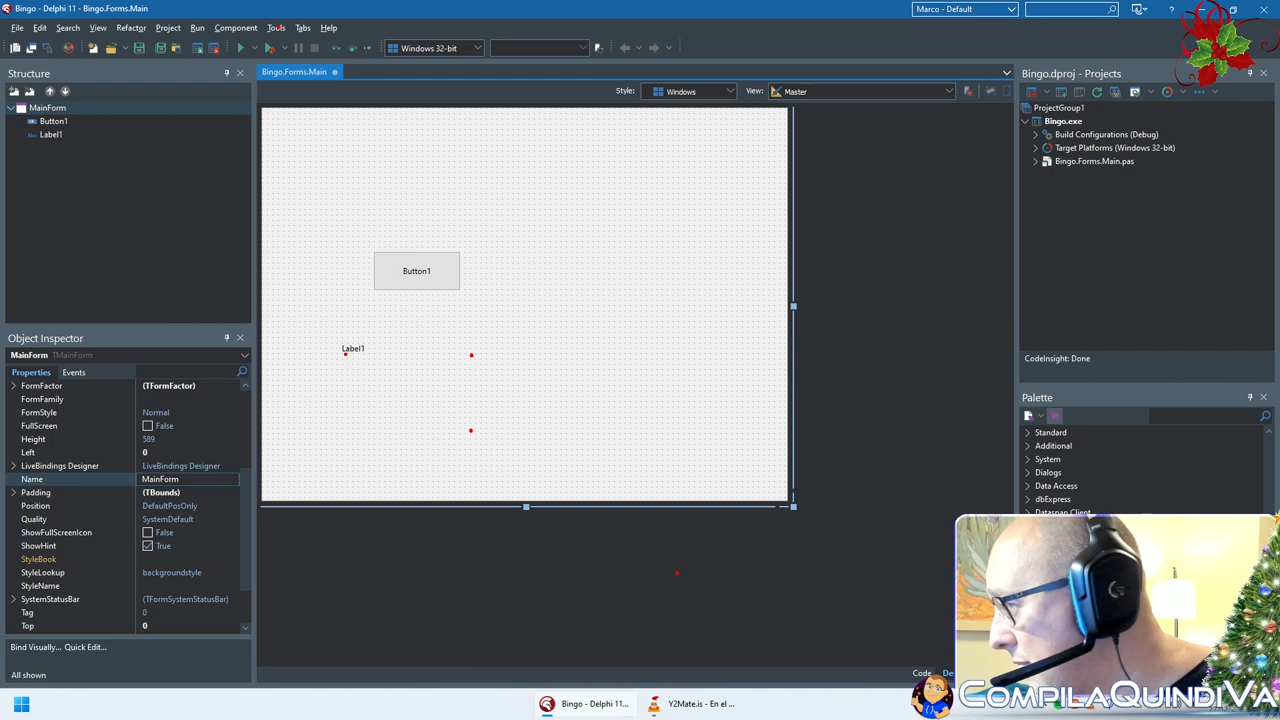 Bingo - Delphi 11 - Bingo.Forms.Main
Marco - Default
File Edit Search View Refactor Project Run Component Tools Tabs Help
Windows 32-bit
Structure
MainForm
Button1
Label1
Object Inspector
MainForm TMainForm
Properties Events
FormFactor (TFormFactor)
FormFamily
FormStyle Normal
FullScreen False
Height 589
Left 0
LiveBindings Designer LiveBindings Designer
Name MainForm
Padding (TBounds)
Position DefaultPosOnly
Quality SystemDefault
ShowFullScreenIcon False
ShowHint True
StyleBook
StyleLookup backgroundstyle
StyleName
SystemStatusBar (TFormSystemStatusBar)
Tag 0
Top 0
Bind Visually... Quick Edit...
All shown
Bingo.Forms.Main
Style: Windows View: Master
Button1
Label1
Code
Bingo.dproj - Projects
ProjectGroup1
Bingo.exe
Build Configurations (Debug)
Target Platforms (Windows 32-bit)
Bingo.Forms.Main.pas
CodeInsight: Done
Palette
Standard
Additional
System
Dialogs
Data Access
dbExpress
Datasnap Client
CompilaQuindiVa
Bingo - Delphi 11...
Y2Mate.is - En el ...